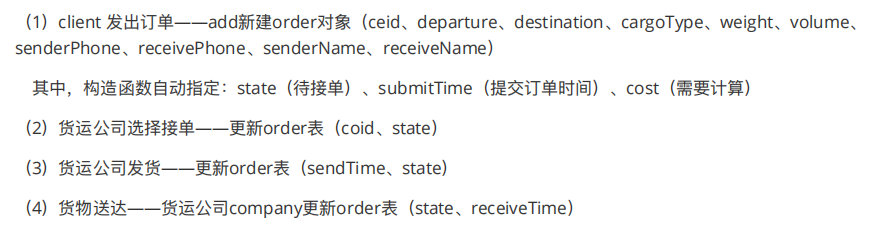 （1）client 发出订单——add新建order对象（ceid、departure、destination、cargoType、weight、volume、
senderPhone、receivePhone、senderName、receiveName）
其中，构造函数自动指定：state（待接单）、submitTime（提交订单时间）、cost（需要计算）
（2）货运公司选择接单——更新order表（coid、state）
（3）货运公司发货——更新order表（sendTime、state）
（4）货物送达——货运公司company更新order表（state、receiveTime）